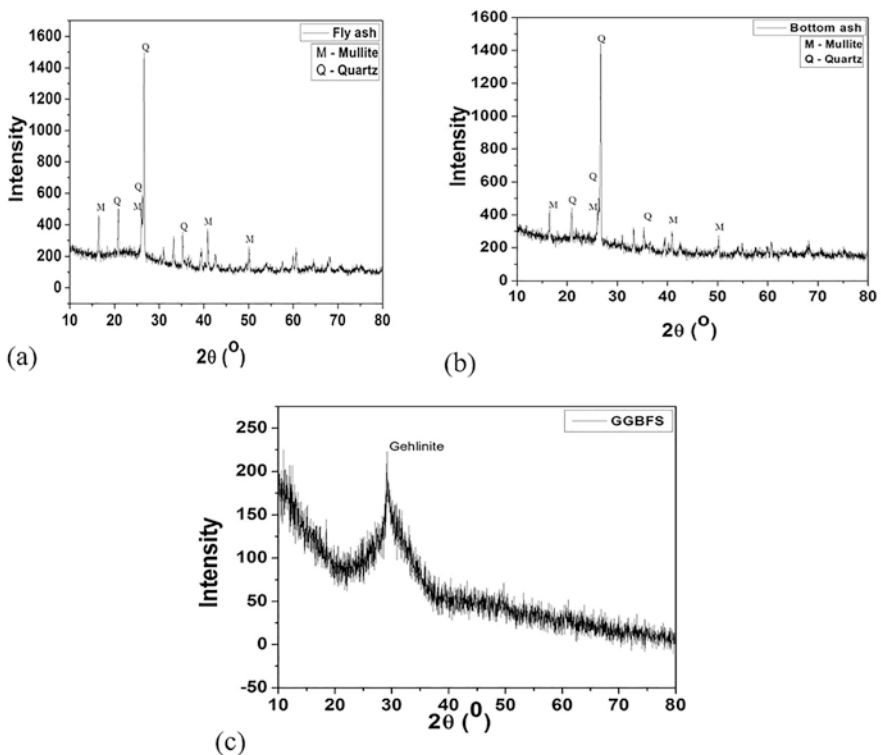 Fly ash
M - Mullite
Q - Quartz
Intensity
1600
1400
1200
1000
800
600
400
200
0
Q
Q
Q
M
M
Q
M
M
10 20 30 40 50 60 70 80
2θ (O)
(a)
Bottom ash
M - Mullite
Q - Quartz
Intensity
1600
1400
1200
1000
800
600
400
200
0
Q
Q
M
Q
M
Q
M
M
10 20 30 40 50 60 70 80
2θ (O)
(b)
GGBFS
Gehlinite
Intensity
250
200
150
100
50
0
-50
10 20 30 40 50 60 70 80
2θ (0)
(c)